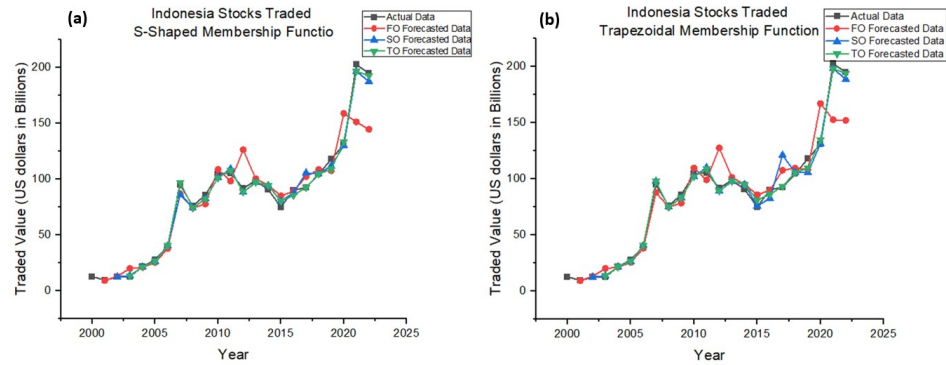 (a)
Indonesia Stocks Traded
S-Shaped Membership Functio
Actual Data
FO Forecasted Data
SO Forecasted Data
TO Forecasted Data
Traded Value (US dollars in Billions)
200
150
100
50
0
2000 2005 2010 2015 2020 2025
Year
(b)
Indonesia Stocks Traded
Trapezoidal Membership Function
Actual Data
FO Forecasted Data
SO Forecasted Data
TO Forecasted Data
Traded Value (US dollars in Billions)
200
150
100
50
0
2000 2005 2010 2015 2020 2025
Year